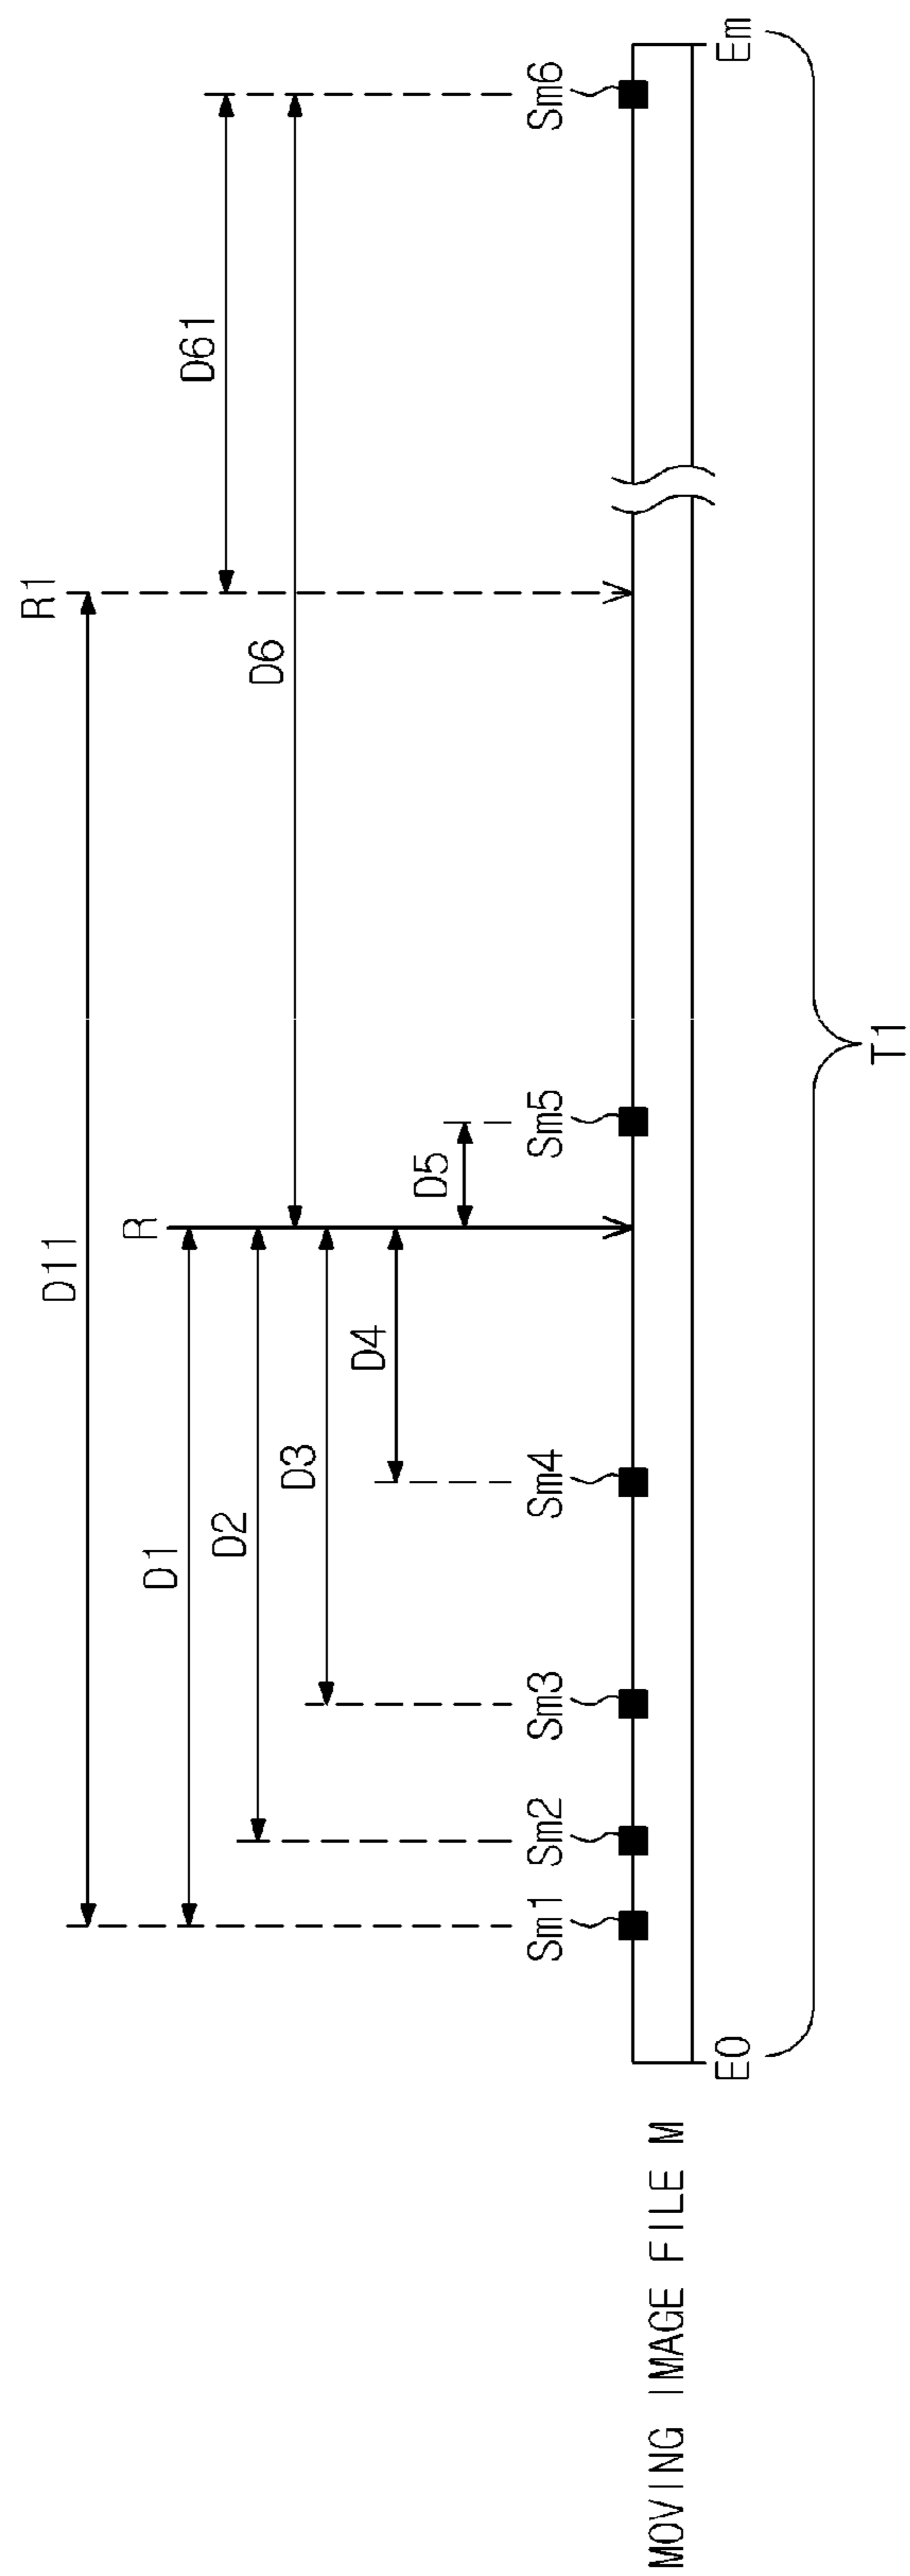 R1
D11
D61
R
D1
D6
D2
D3
D4
D5
Sm1
Sm2
Sm3
Sm4
Sm5
Sm6
MOVING IMAGE FILE M
E0
Em
T1